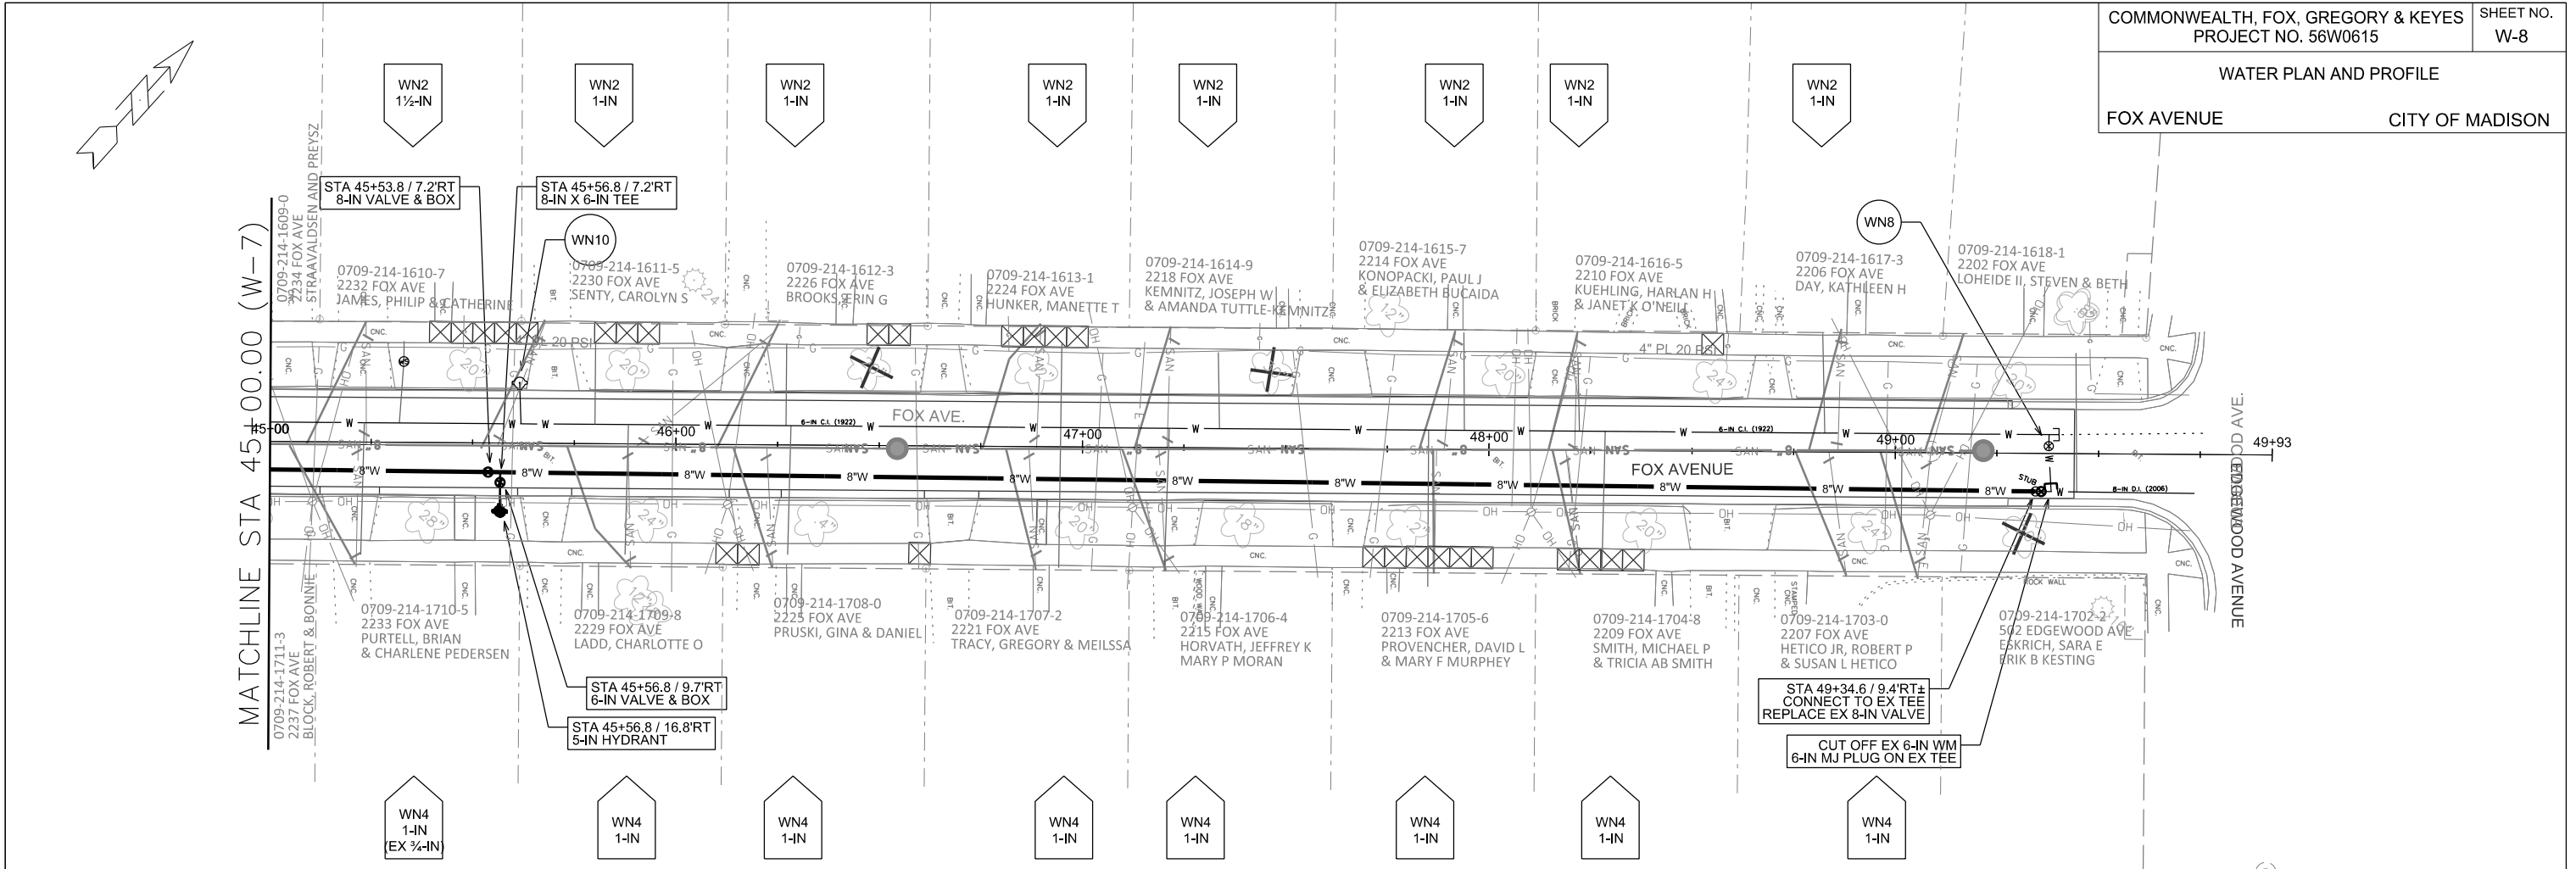 COMMONWEALTH, FOX, GREGORY & KEYES
PROJECT NO. 56W0615
SHEET NO.
W-8
WATER PLAN AND PROFILE
FOX AVENUE
CITY OF MADISON
WN2
1½-IN
WN2
1-IN
WN2
1-IN
WN2
1-IN
WN2
1-IN
WN2
1-IN
WN2
1-IN
WN2
1-IN
STA 45+53.8 / 7.2'RT
8-IN VALVE & BOX
STA 45+56.8 / 7.2'RT
8-IN X 6-IN TEE
WN10
WN8
MATCHLINE STA 45+00.00 (W-7)
0709-214-1609-0
2234 FOX AVE
STRAAVALDSEN AND PREYSZ
0709-214-1610-7
2232 FOX AVE
JAMES, PHILIP & CATHERINE
0709-214-1611-5
2230 FOX AVE
SENTY, CAROLYN S
0709-214-1612-3
2226 FOX AVE
BROOKS, ERIN G
0709-214-1613-1
2224 FOX AVE
HUNKER, MANETTE T
0709-214-1614-9
2218 FOX AVE
KEMNITZ, JOSEPH W
& AMANDA TUTTLE-KEMNITZ
0709-214-1615-7
2214 FOX AVE
KONOPACKI, PAUL J
& ELIZABETH BUCAIDA
0709-214-1616-5
2210 FOX AVE
KUEHLING, HARLAN H
& JANET K O'NEILL
0709-214-1617-3
2206 FOX AVE
DAY, KATHLEEN H
0709-214-1618-1
2202 FOX AVE
LOHEIDE II, STEVEN & BETH
20 PSI
4" PL 20 PSI
FOX AVE.
45+00
46+00
47+00
48+00
49+00
49+93
6-IN C.I. (1922)
6-IN C.I. (1922)
8"W 8"W 8"W 8"W 8"W 8"W 8"W 8"W 8"W 8"W 8"W
FOX AVENUE
STUB
8-IN D.I. (2006)
EDGEWOOD AVENUE
ROCK WALL
0709-214-1711-3
2237 FOX AVE
BLOCK, ROBERT & BONNIE
0709-214-1710-5
2233 FOX AVE
PURTELL, BRIAN
& CHARLENE PEDERSEN
0709-214-1709-8
2229 FOX AVE
LADD, CHARLOTTE O
0709-214-1708-0
2225 FOX AVE
PRUSKI, GINA & DANIEL
0709-214-1707-2
2221 FOX AVE
TRACY, GREGORY & MEILSSA
0709-214-1706-4
2215 FOX AVE
HORVATH, JEFFREY K
MARY P MORAN
0709-214-1705-6
2213 FOX AVE
PROVENCHER, DAVID L
& MARY F MURPHEY
0709-214-1704-8
2209 FOX AVE
SMITH, MICHAEL P
& TRICIA AB SMITH
0709-214-1703-0
2207 FOX AVE
HETICO JR, ROBERT P
& SUSAN L HETICO
0709-214-1702-2
502 EDGEWOOD AVE
ESKRICH, SARA E
ERIK B KESTING
STA 45+56.8 / 9.7'RT
6-IN VALVE & BOX
STA 45+56.8 / 16.8'RT
5-IN HYDRANT
STA 49+34.6 / 9.4'RT±
CONNECT TO EX TEE
REPLACE EX 8-IN VALVE
CUT OFF EX 6-IN WM
6-IN MJ PLUG ON EX TEE
WN4
1-IN
(EX ¾-IN)
WN4
1-IN
WN4
1-IN
WN4
1-IN
WN4
1-IN
WN4
1-IN
WN4
1-IN
WN4
1-IN